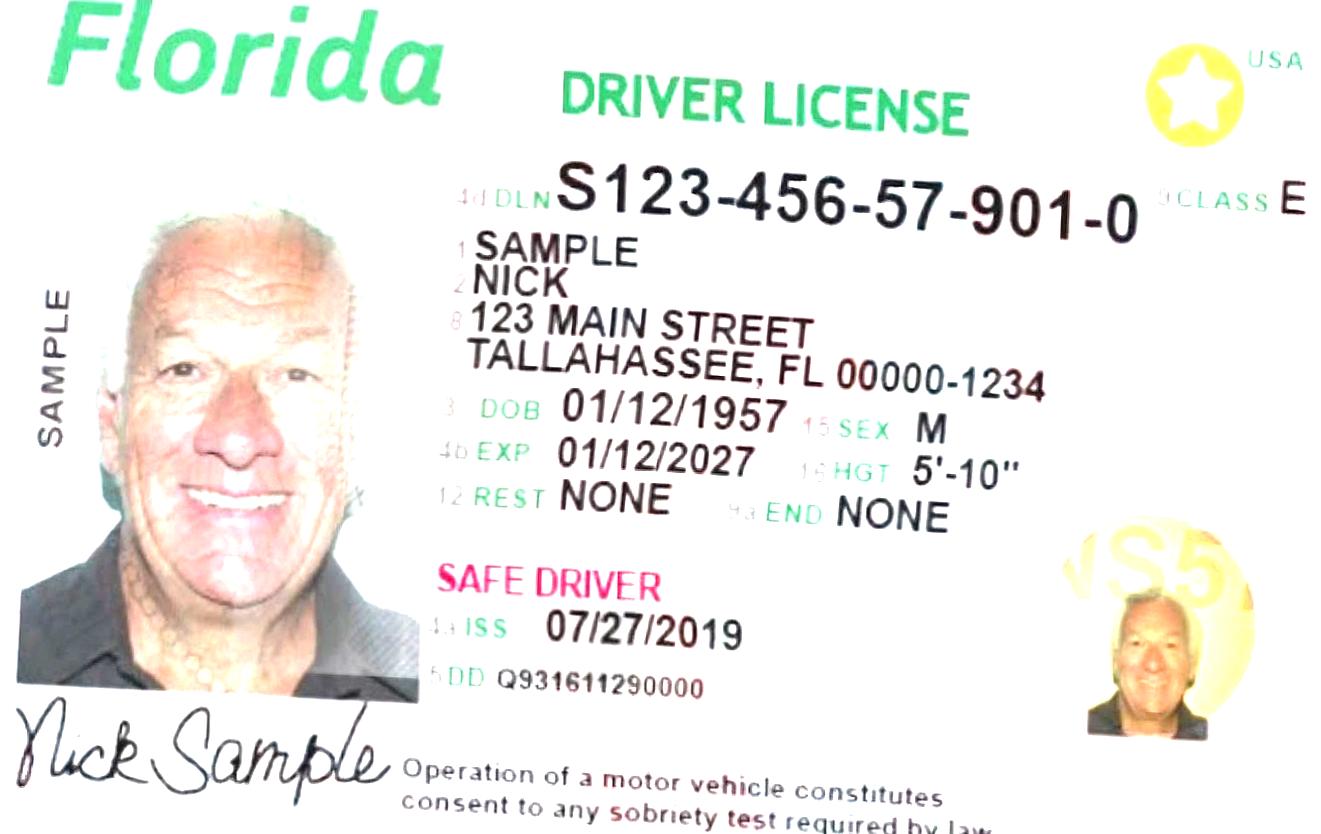 Florida
DRIVER LICENSE
USA
4d DLN S123-456-57-901-0 9 CLASS E
1 SAMPLE
2 NICK
8 123 MAIN STREET
TALLAHASSEE, FL 00000-1234
3 DOB 01/12/1957 15 SEX M
4b EXP 01/12/2027 16 HGT 5'-10"
12 REST NONE 9a END NONE
SAFE DRIVER
4a ISS 07/27/2019
5 DD Q931611290000
SAMPLE
Nick Sample
Operation of a motor vehicle constitutes
consent to any sobriety test required by law